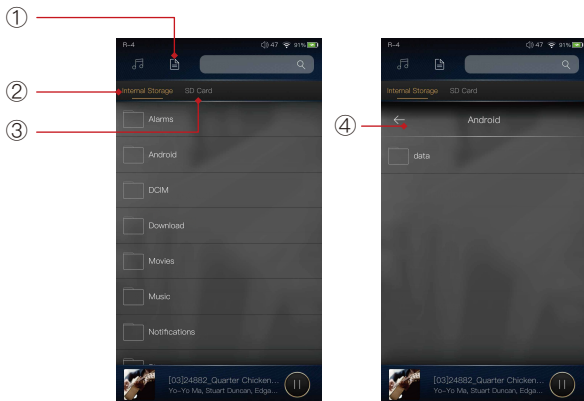 ①
R-4 47 91%
② Internal Storage SD Card
③
Alarms
Android
DCIM
Download
Movies
Music
Notifications
[03]24882_Quarter Chicken...
Yo-Yo Ma, Stuart Duncan, Edga...
R-4 47 91%
Internal Storage SD Card
④ Android
data
[03]24882_Quarter Chicken...
Yo-Yo Ma, Stuart Duncan, Edga...